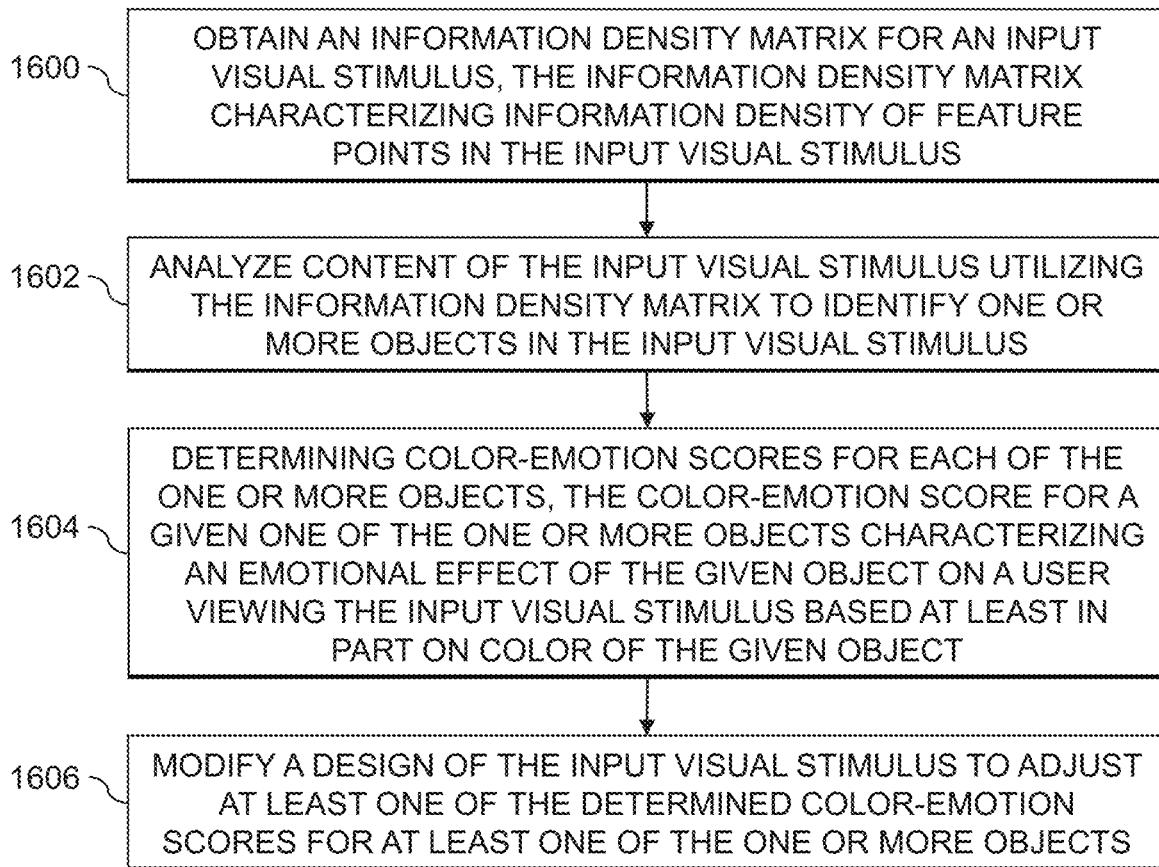 1600
OBTAIN AN INFORMATION DENSITY MATRIX FOR AN INPUT
VISUAL STIMULUS, THE INFORMATION DENSITY MATRIX
CHARACTERIZING INFORMATION DENSITY OF FEATURE
POINTS IN THE INPUT VISUAL STIMULUS
1602
ANALYZE CONTENT OF THE INPUT VISUAL STIMULUS UTILIZING
THE INFORMATION DENSITY MATRIX TO IDENTIFY ONE OR
MORE OBJECTS IN THE INPUT VISUAL STIMULUS
1604
DETERMINING COLOR-EMOTION SCORES FOR EACH OF THE
ONE OR MORE OBJECTS, THE COLOR-EMOTION SCORE FOR A
GIVEN ONE OF THE ONE OR MORE OBJECTS CHARACTERIZING
AN EMOTIONAL EFFECT OF THE GIVEN OBJECT ON A USER
VIEWING THE INPUT VISUAL STIMULUS BASED AT LEAST IN
PART ON COLOR OF THE GIVEN OBJECT
1606
MODIFY A DESIGN OF THE INPUT VISUAL STIMULUS TO ADJUST
AT LEAST ONE OF THE DETERMINED COLOR-EMOTION
SCORES FOR AT LEAST ONE OF THE ONE OR MORE OBJECTS